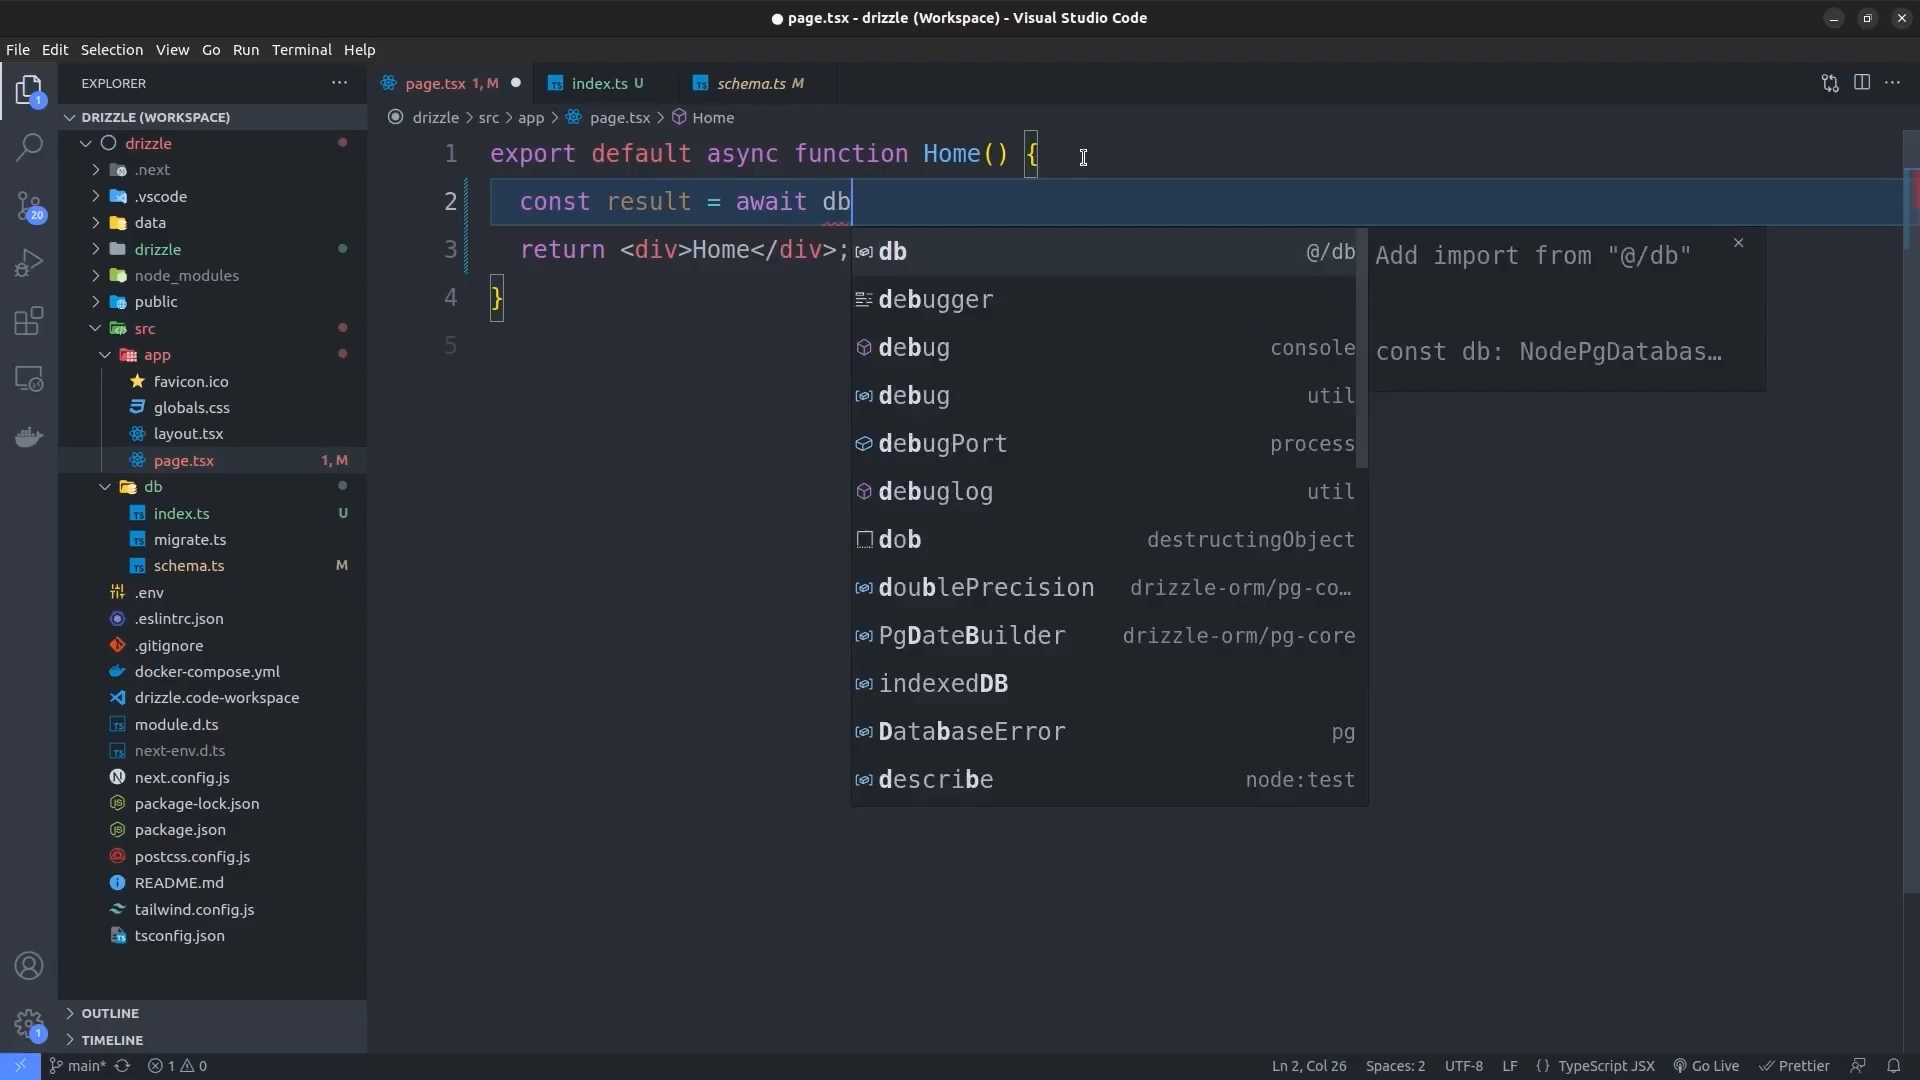 page.tsx - drizzle (Workspace) - Visual Studio Code
File Edit Selection View Go Run Terminal Help
EXPLORER
page.tsx 1, M
index.ts U
schema.ts M
DRIZZLE (WORKSPACE)
drizzle > src > app > page.tsx > Home
drizzle
.next
.vscode
data
drizzle
node_modules
public
src
app
favicon.ico
globals.css
layout.tsx
page.tsx 1, M
db
index.ts U
migrate.ts
schema.ts M
.env
.eslintrc.json
.gitignore
docker-compose.yml
drizzle.code-workspace
module.d.ts
next-env.d.ts
next.config.js
package-lock.json
package.json
postcss.config.js
README.md
tailwind.config.js
tsconfig.json
OUTLINE
TIMELINE
1
20
1
1 export default async function Home() {
2 const result = await db
3 return <div>Home</div>;
4 }
5
db @/db
debugger
debug console
debug util
debugPort process
debuglog util
dob destructingObject
doublePrecision drizzle-orm/pg-co…
PgDateBuilder drizzle-orm/pg-core
indexedDB
DatabaseError pg
describe node:test
Add import from "@/db"
const db: NodePgDatabas…
main* 1 0
Ln 2, Col 26 Spaces: 2 UTF-8 LF {} TypeScript JSX Go Live Prettier